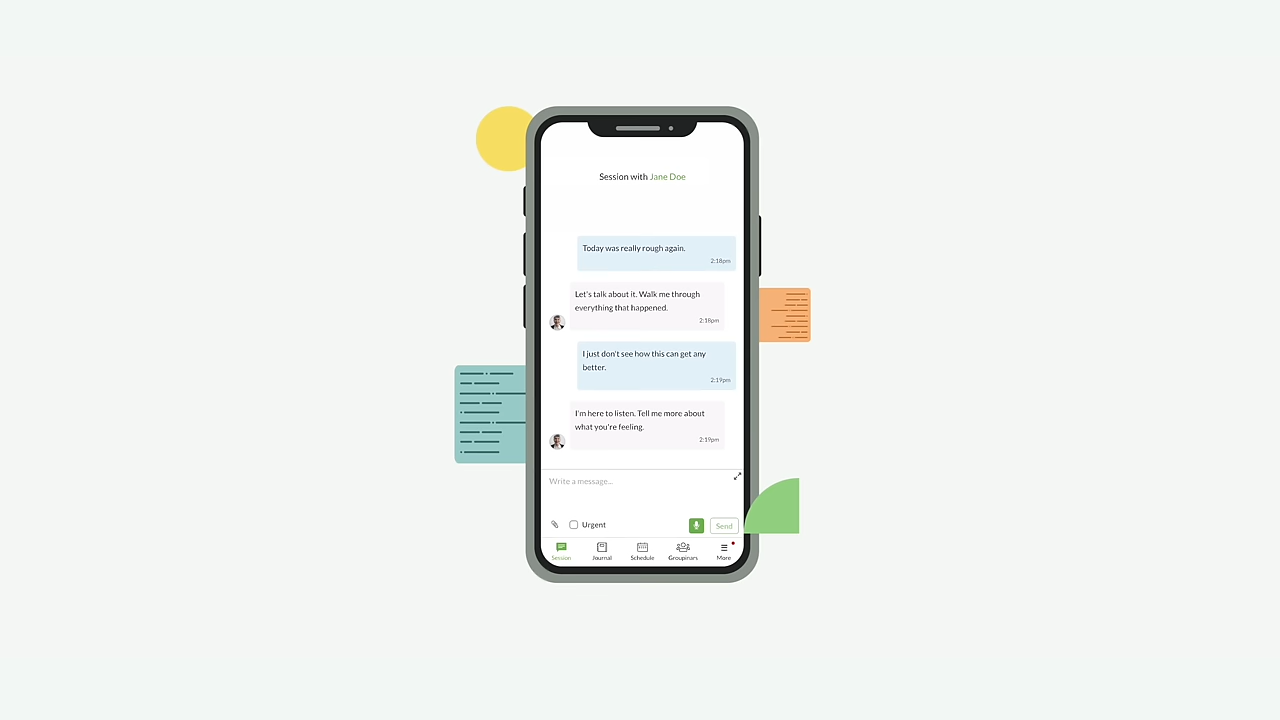 Session with Jane Doe
Today was really rough again.
2:18pm
Let's talk about it. Walk me through
everything that happened.
2:18pm
I just don't see how this can get any
better.
2:19pm
I'm here to listen. Tell me more about
what you're feeling.
2:19pm
Write a message...
Urgent
Send
Session Journal Schedule Groupinars More